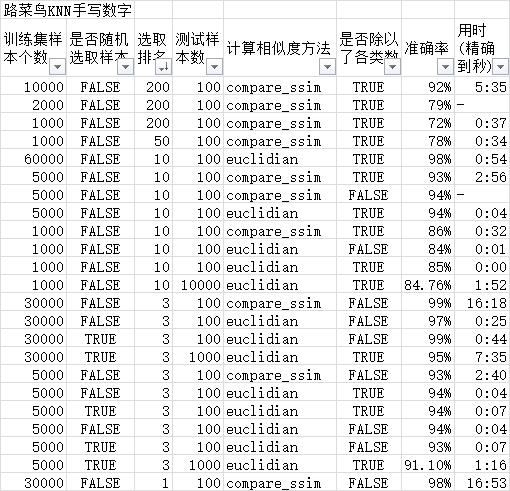 路菜鸟KNN手写数字
训练集样本个数 是否随机选取样本 选取排名 测试样本数 计算相似度方法 是否除以了各类数 准确率 用时(精确到秒)
10000 FALSE 200 100 compare_ssim TRUE 92% 5:35
2000 FALSE 200 100 compare_ssim TRUE 79% –
1000 FALSE 200 100 compare_ssim TRUE 72% 0:37
1000 FALSE 50 100 compare_ssim TRUE 78% 0:34
60000 FALSE 10 100 euclidian TRUE 98% 0:54
5000 FALSE 10 100 compare_ssim TRUE 93% 2:56
5000 FALSE 10 100 compare_ssim FALSE 94% –
5000 FALSE 10 100 euclidian TRUE 94% 0:04
1000 FALSE 10 100 compare_ssim TRUE 86% 0:32
1000 FALSE 10 100 euclidian FALSE 84% 0:01
1000 FALSE 10 100 euclidian TRUE 85% 0:00
1000 FALSE 10 10000 euclidian TRUE 84.76% 1:52
30000 FALSE 3 100 compare_ssim FALSE 99% 16:18
30000 FALSE 3 100 euclidian FALSE 97% 0:25
30000 TRUE 3 100 euclidian FALSE 99% 0:44
30000 TRUE 3 1000 euclidian FALSE 95% 7:35
5000 FALSE 3 100 compare_ssim FALSE 93% 2:40
5000 FALSE 3 100 euclidian TRUE 94% 0:04
5000 TRUE 3 100 euclidian TRUE 94% 0:07
5000 FALSE 3 100 euclidian FALSE 94% 0:04
5000 TRUE 3 100 euclidian FALSE 93% 0:07
5000 TRUE 3 1000 euclidian FALSE 91.10% 1:16
30000 FALSE 1 100 compare_ssim FALSE 98% 16:53